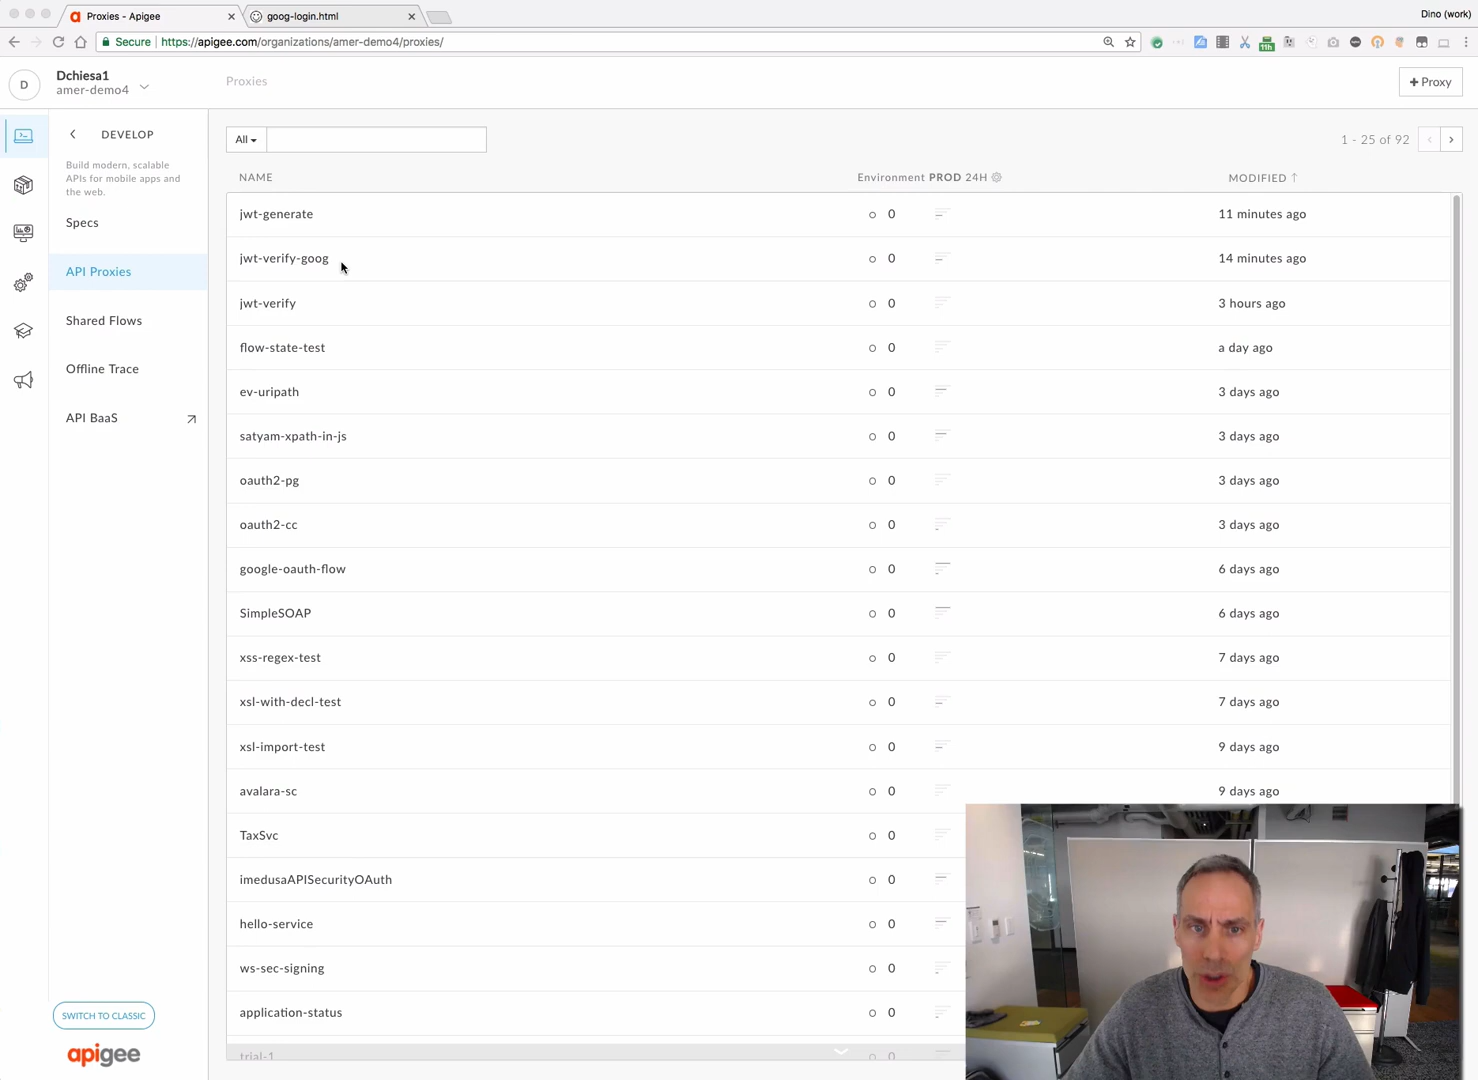 Proxies - Apigee
goog-login.html
Dino (work)
Secure
https://apigee.com/organizations/amer-demo4/proxies/
11h
D
Dchiesa1
amer-demo4
Proxies
+ Proxy
DEVELOP
Build modern, scalable
APIs for mobile apps and
the web.
Specs
API Proxies
Shared Flows
Offline Trace
API BaaS
SWITCH TO CLASSIC
apigee
All
1 - 25 of 92
NAME Environment PROD 24H MODIFIED ↑
jwt-generate 0 11 minutes ago
jwt-verify-goog 0 14 minutes ago
jwt-verify 0 3 hours ago
flow-state-test 0 a day ago
ev-uripath 0 3 days ago
satyam-xpath-in-js 0 3 days ago
oauth2-pg 0 3 days ago
oauth2-cc 0 3 days ago
google-oauth-flow 0 6 days ago
SimpleSOAP 0 6 days ago
xss-regex-test 0 7 days ago
xsl-with-decl-test 0 7 days ago
xsl-import-test 0 9 days ago
avalara-sc 0 9 days ago
TaxSvc 0
imedusaAPISecurityOAuth 0
hello-service 0
ws-sec-signing 0
application-status 0
trial-1 0